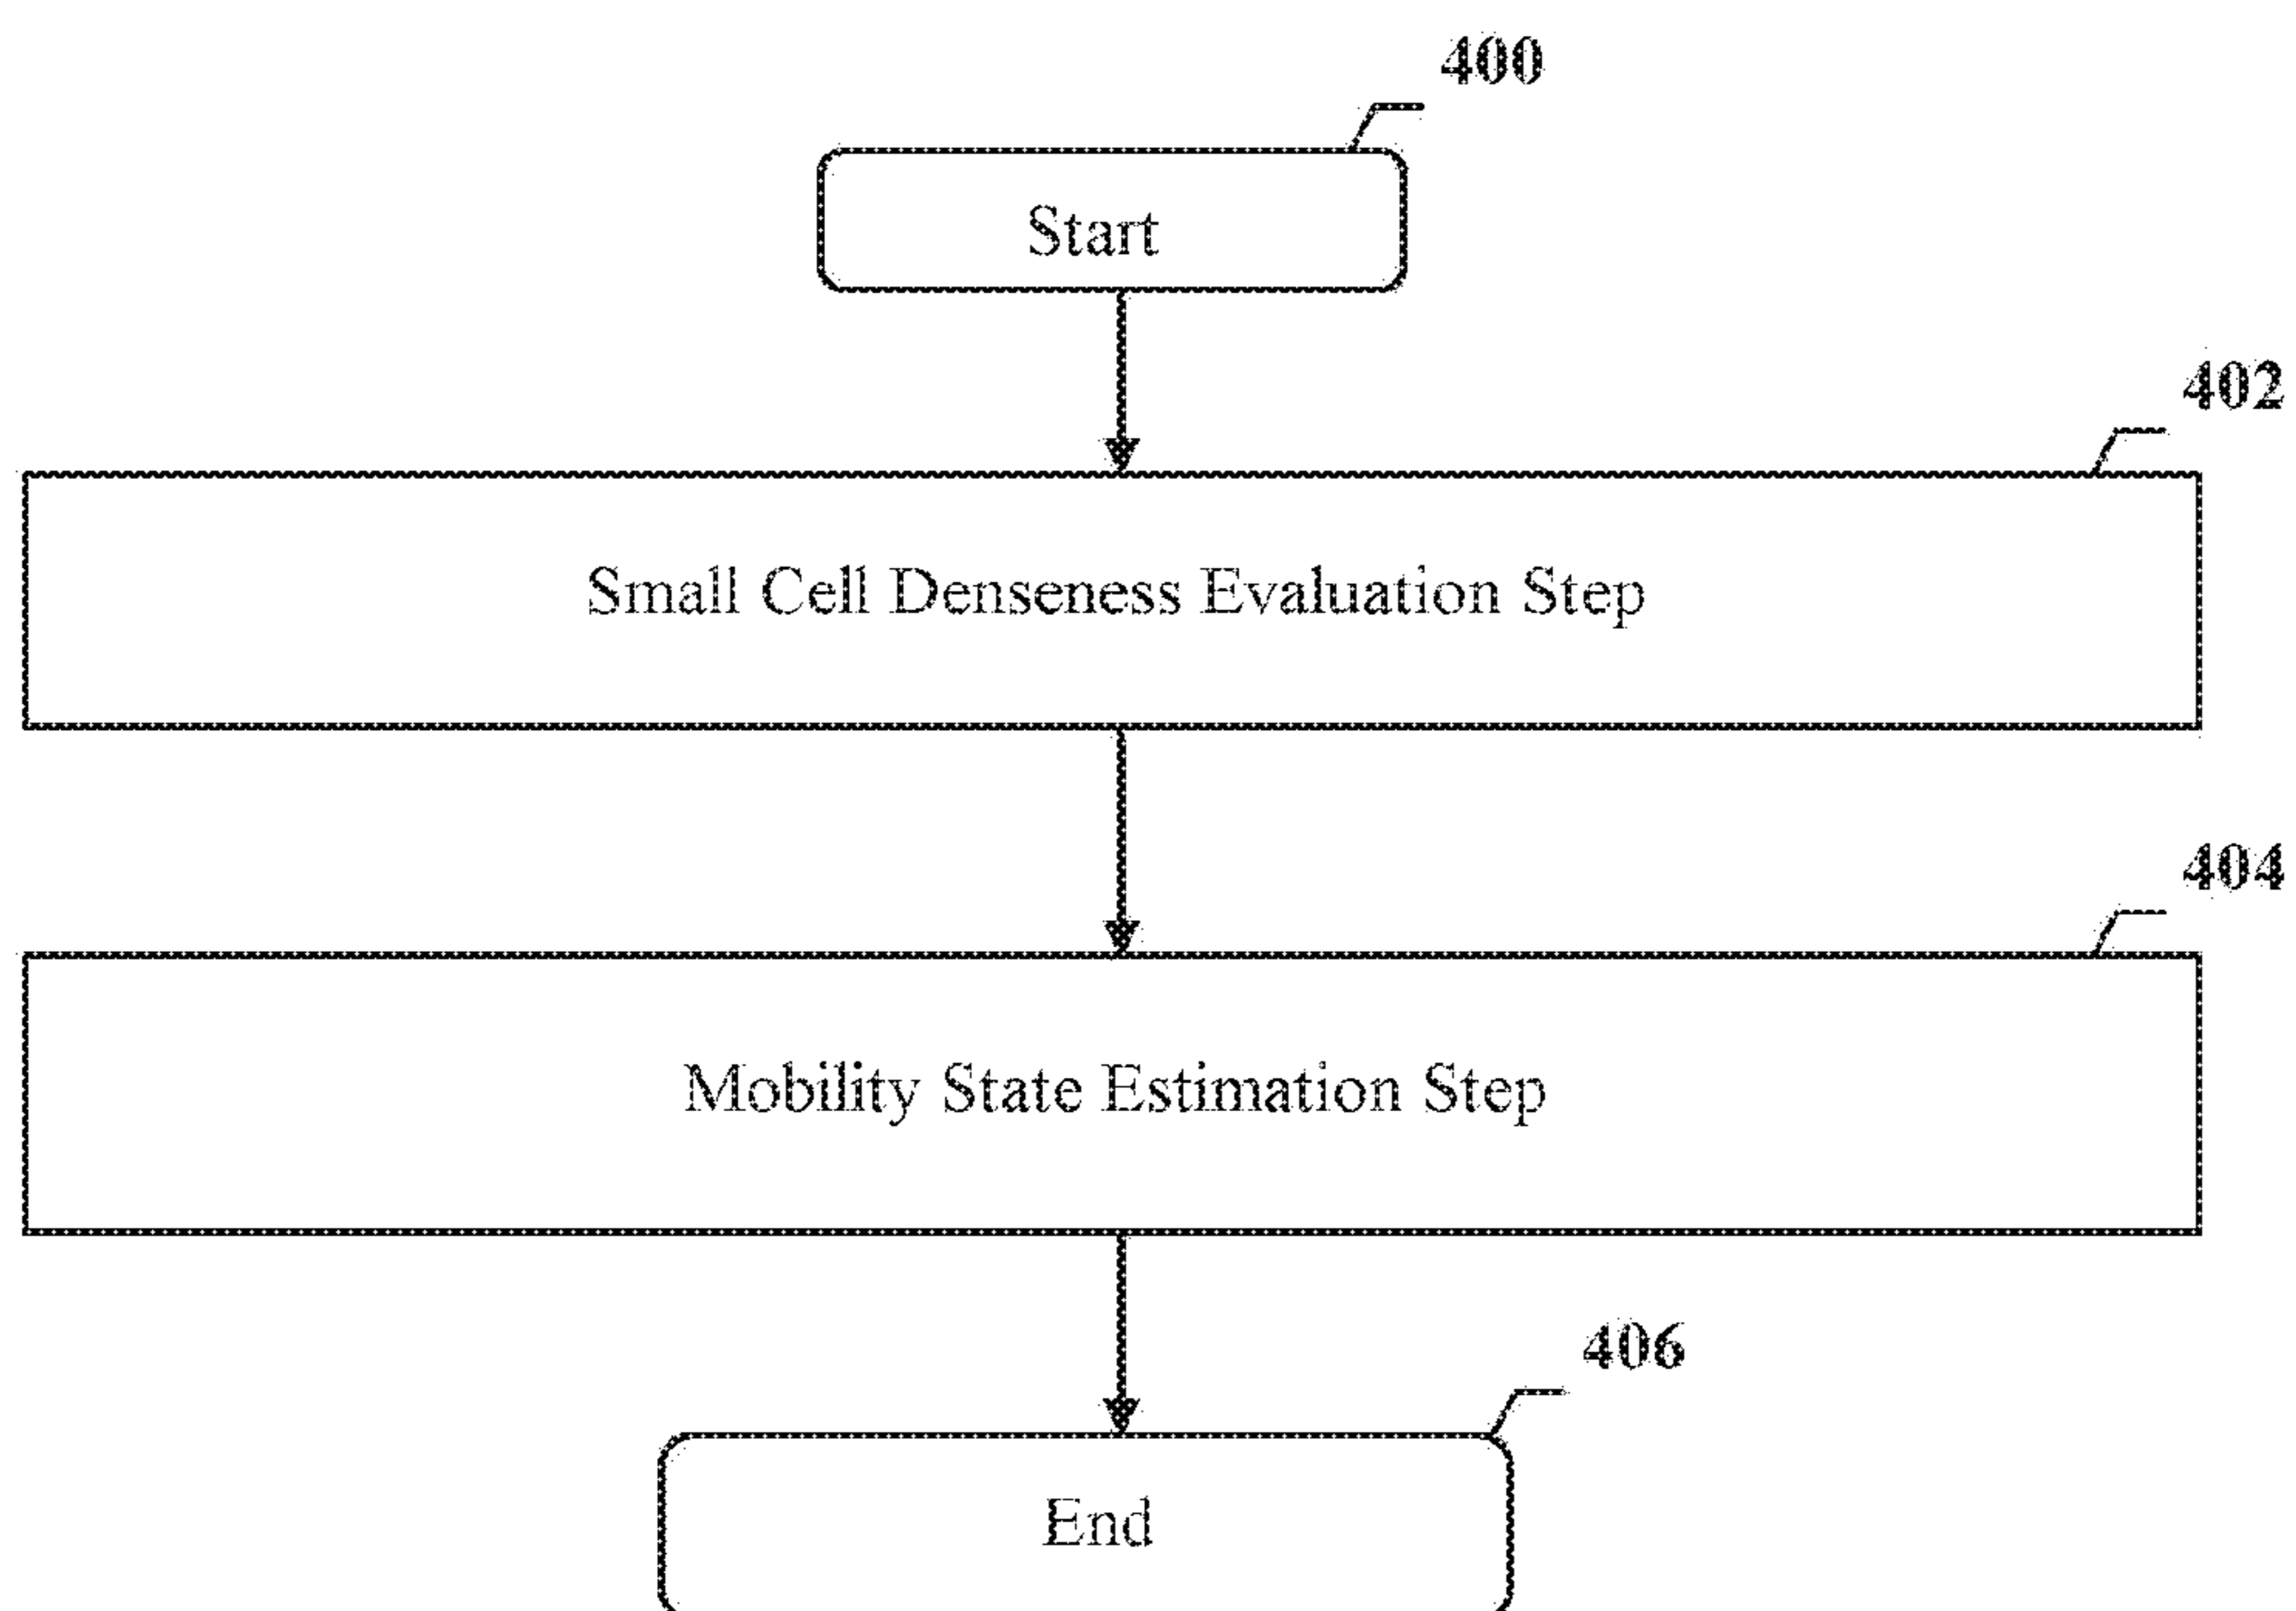 400
Start
402
Small Cell Denseness Evaluation Step
404
Mobility State Estimation Step
406
End